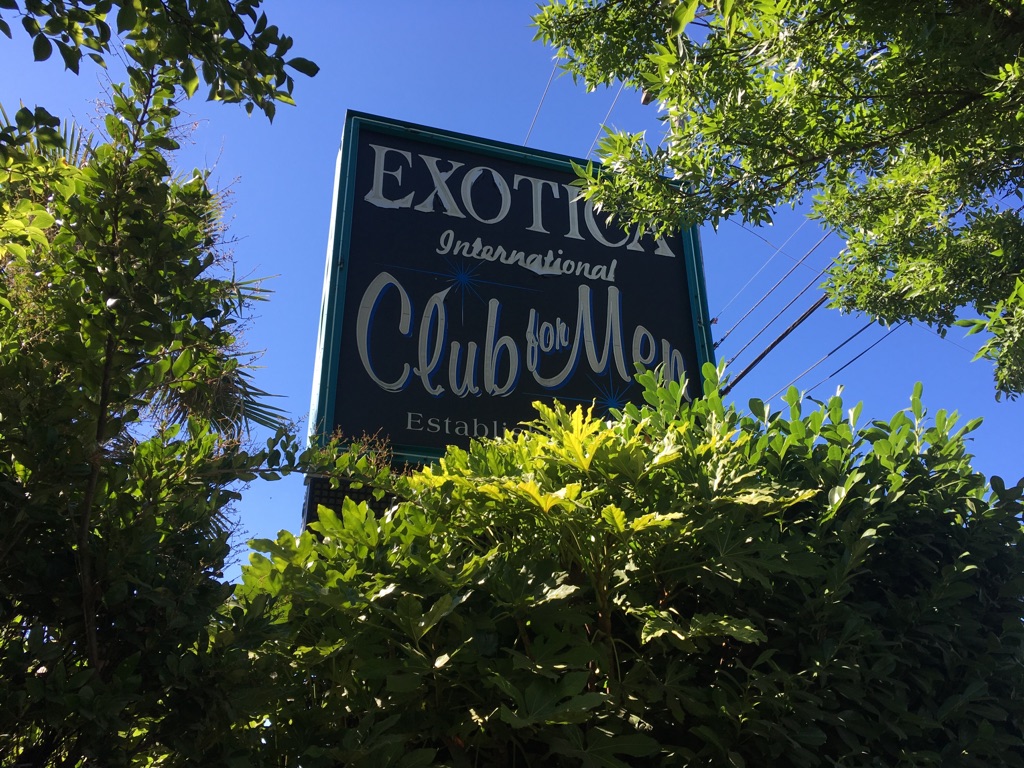 EXOTICA
International
Club for Men